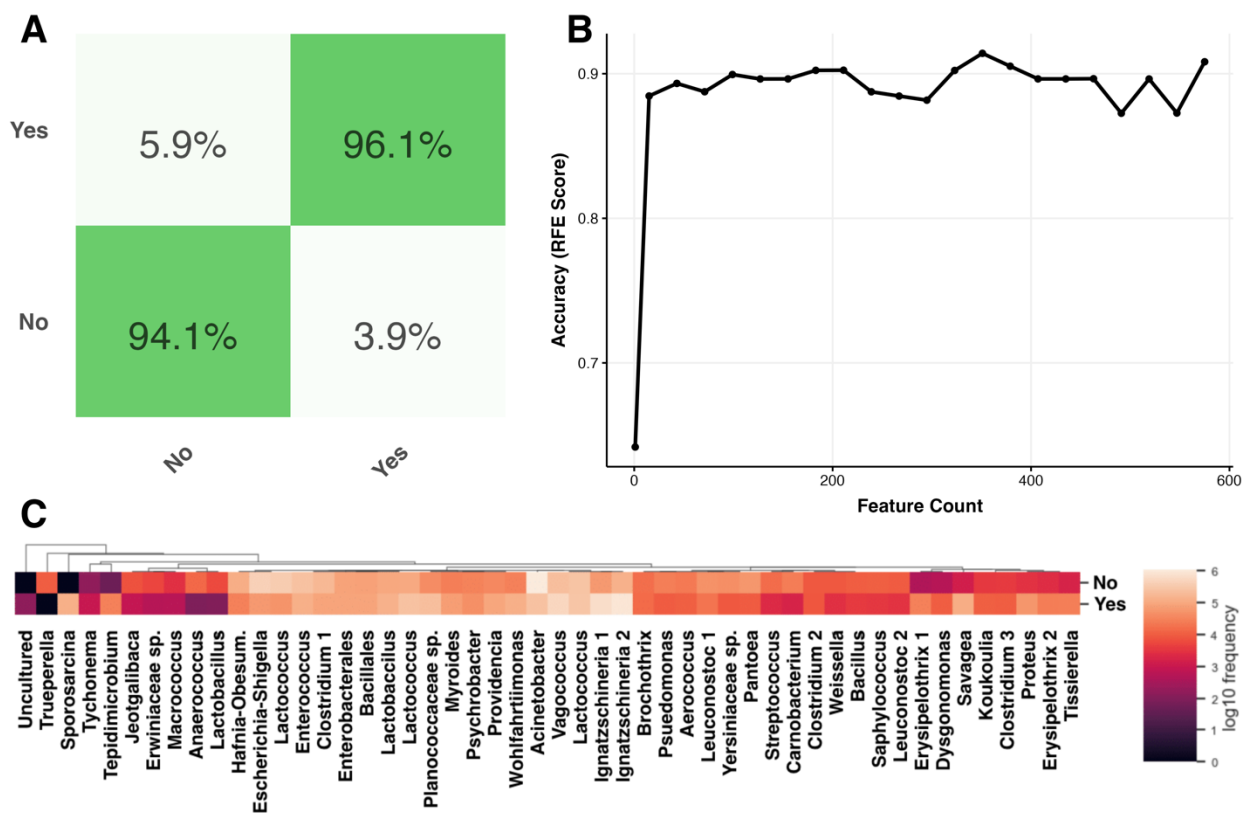 A
Yes
5.9%
96.1%
No
94.1%
3.9%
No
Yes
B
Accuracy (RFE Score)
0.9
0.8
0.7
0
200
400
600
Feature Count
C
No
Yes
Uncultured
Trueperella
Sporosarcina
Tychonema
Tepidimicrobium
Jeotgalibaca
Erwiniaceae sp.
Macrococcus
Anaerococcus
Lactobacillus
Hafnia-Obesum.
Escherichia-Shigella
Lactococcus
Enterococcus
Clostridium 1
Enterobacterales
Bacillales
Lactobacilus
Lactococcus
Planococcaceae sp.
Myroides
Psychrobacter
Providencia
Wohlfahrtiimonas
Acinetobacter
Vagococcus
Lactococcus
Ignatzschineria 1
Ignatzschineria 2
Brochothrix
Psuedomonas
Aerococcus
Leuconostoc 1
Yersiniaceae sp.
Pantoea
Streptococcus
Carnobacterium
Clostridium 2
Weissella
Bacillus
Saphylococcus
Leuconostoc 2
Erysipelothrix 1
Dysgonomonas
Savagea
Koukoulia
Clostridium 3
Proteus
Erysipelothrix 2
Tissierella
6
5
4
3
2
1
0
log10 frequency